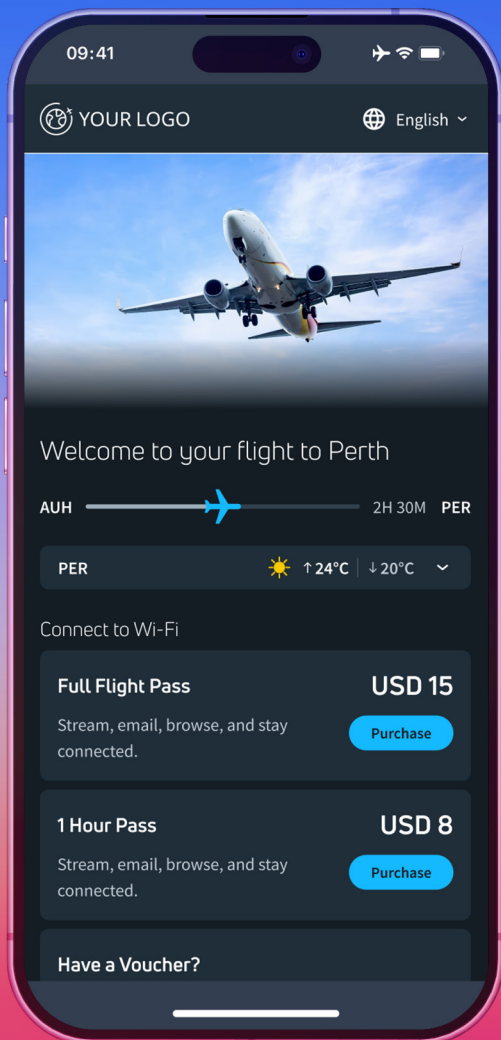 09:41
YOUR LOGO
English
Welcome to your flight to Perth
AUH
2H 30M PER
PER
↑24°C ↓20°C
Connect to Wi-Fi
Full Flight Pass
USD 15
Stream, email, browse, and stay
connected.
Purchase
1 Hour Pass
USD 8
Stream, email, browse, and stay
connected.
Purchase
Have a Voucher?